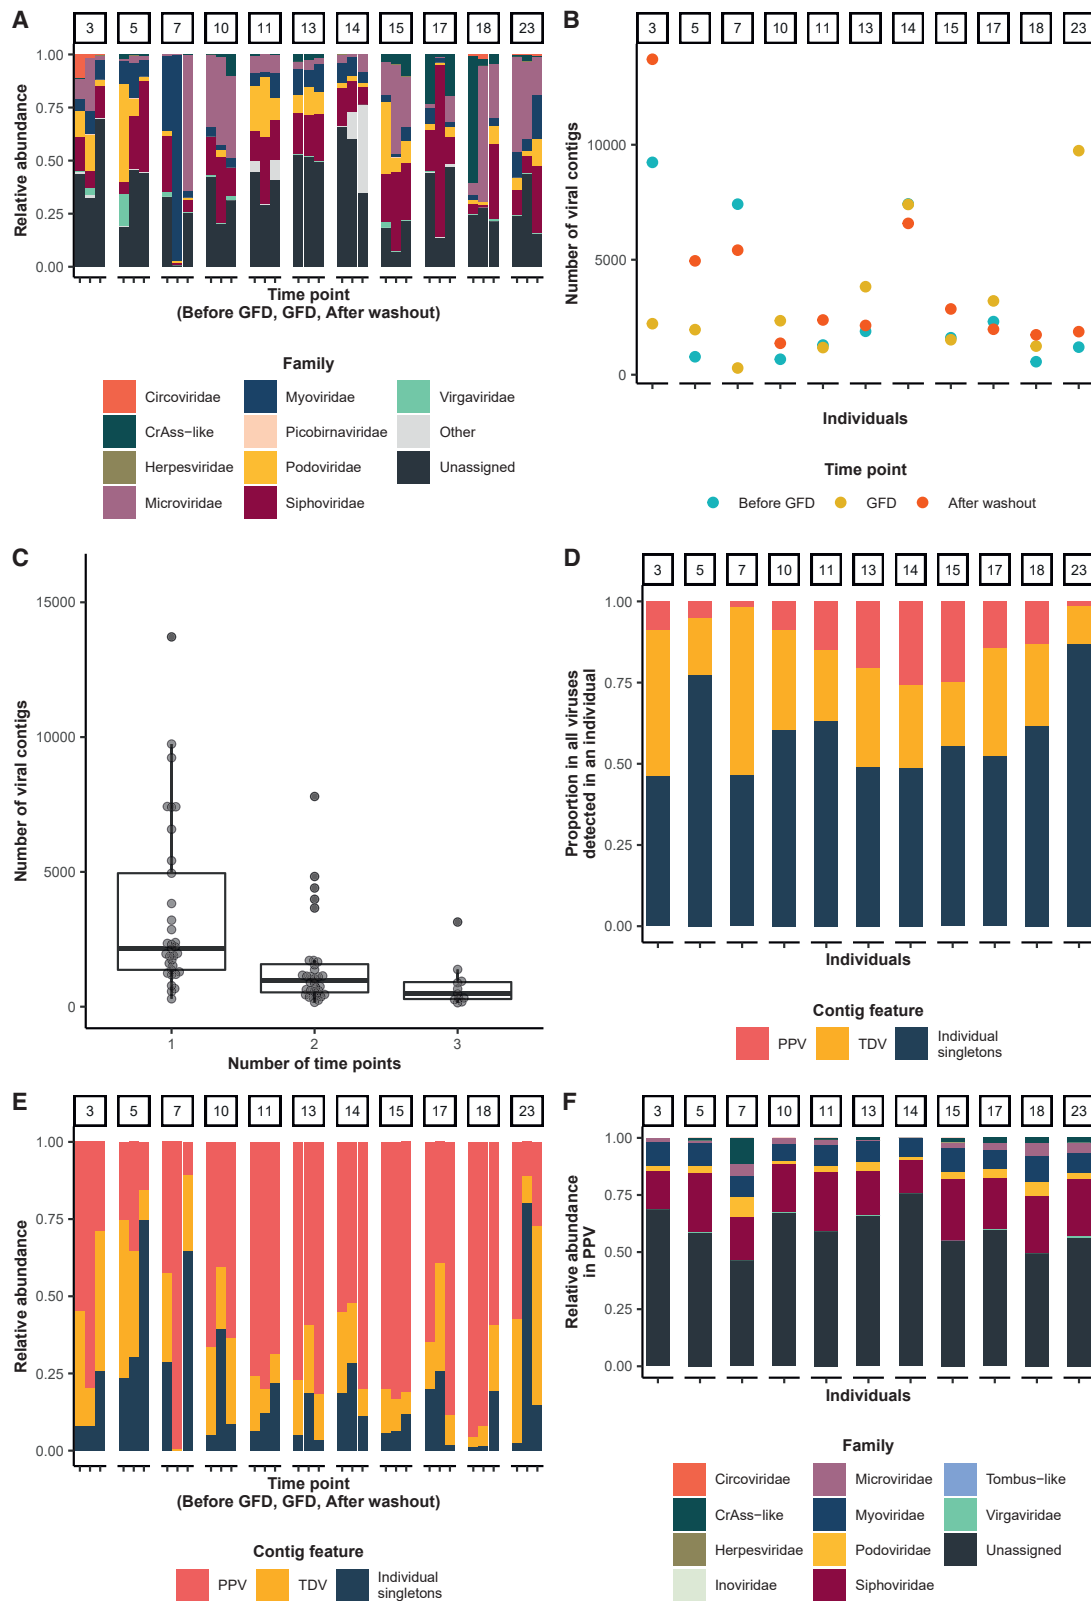 A
3 5 7 10 11 13 14 15 17 18 23
Relative abundance
1.00
0.75
0.50
0.25
0.00
Time point
(Before GFD, GFD, After washout)
Family
Circoviridae
CrAss-like
Herpesviridae
Microviridae
Myoviridae
Picobirnaviridae
Podoviridae
Siphoviridae
Virgaviridae
Other
Unassigned
B
3 5 7 10 11 13 14 15 17 18 23
Number of viral contigs
10000
5000
0
Individuals
Time point
Before GFD
GFD
After washout
C
Number of viral contigs
15000
10000
5000
0
1 2 3
Number of time points
D
3 5 7 10 11 13 14 15 17 18 23
Proportion in all viruses
detected in an individual
1.00
0.75
0.50
0.25
0.00
Individuals
Contig feature
PPV
TDV
Individual
singletons
E
3 5 7 10 11 13 14 15 17 18 23
Relative abundance
1.00
0.75
0.50
0.25
0.00
Time point
(Before GFD, GFD, After washout)
Contig feature
PPV
TDV
Individual
singletons
F
3 5 7 10 11 13 14 15 17 18 23
Relative abundance
in PPV
1.00
0.75
0.50
0.25
0.00
Individuals
Family
Circoviridae
CrAss-like
Herpesviridae
Inoviridae
Microviridae
Myoviridae
Podoviridae
Siphoviridae
Tombus-like
Virgaviridae
Unassigned